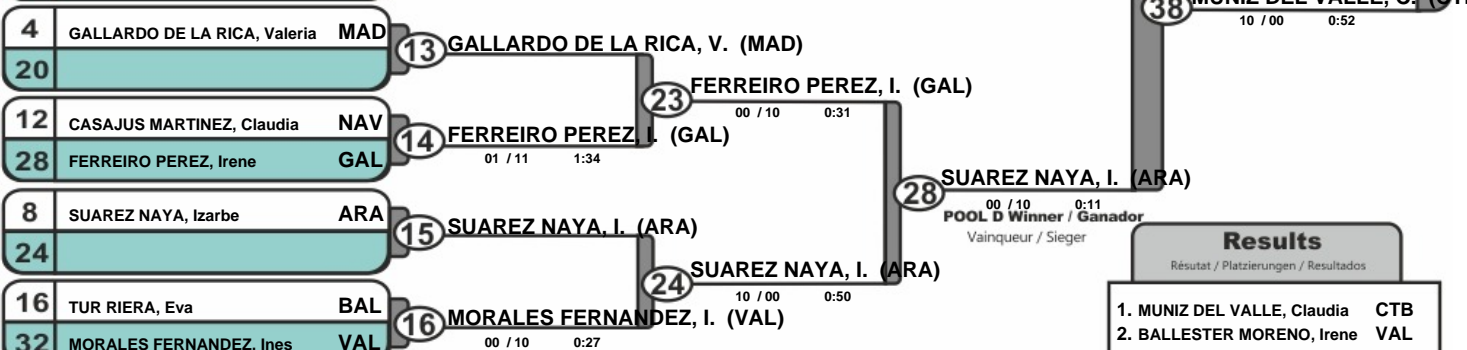 38 MUNIZ DEL VALLE, C.
10 / 00 0:52
4 GALLARDO DE LA RICA, Valeria MAD
20
13 GALLARDO DE LA RICA, V. (MAD)
23 FERREIRO PEREZ, I. (GAL)
00 / 10 0:31
12 CASAJUS MARTINEZ, Claudia NAV
28 FERREIRO PEREZ, Irene GAL
14 FERREIRO PEREZ, I. (GAL)
01 / 11 1:34
28 SUAREZ NAYA, I. (ARA)
00 / 10 0:11
POOL D Winner / Ganador
Vainqueur / Sieger
8 SUAREZ NAYA, Izarbe ARA
24
15 SUAREZ NAYA, I. (ARA)
24 SUAREZ NAYA, I. (ARA)
10 / 00 0:50
16 TUR RIERA, Eva BAL
32 MORALES FERNANDEZ, Ines VAL
16 MORALES FERNANDEZ, I. (VAL)
00 / 10 0:27
Results
Résutat / Platzierungen / Resultados
1. MUNIZ DEL VALLE, Claudia CTB
2. BALLESTER MORENO, Irene VAL